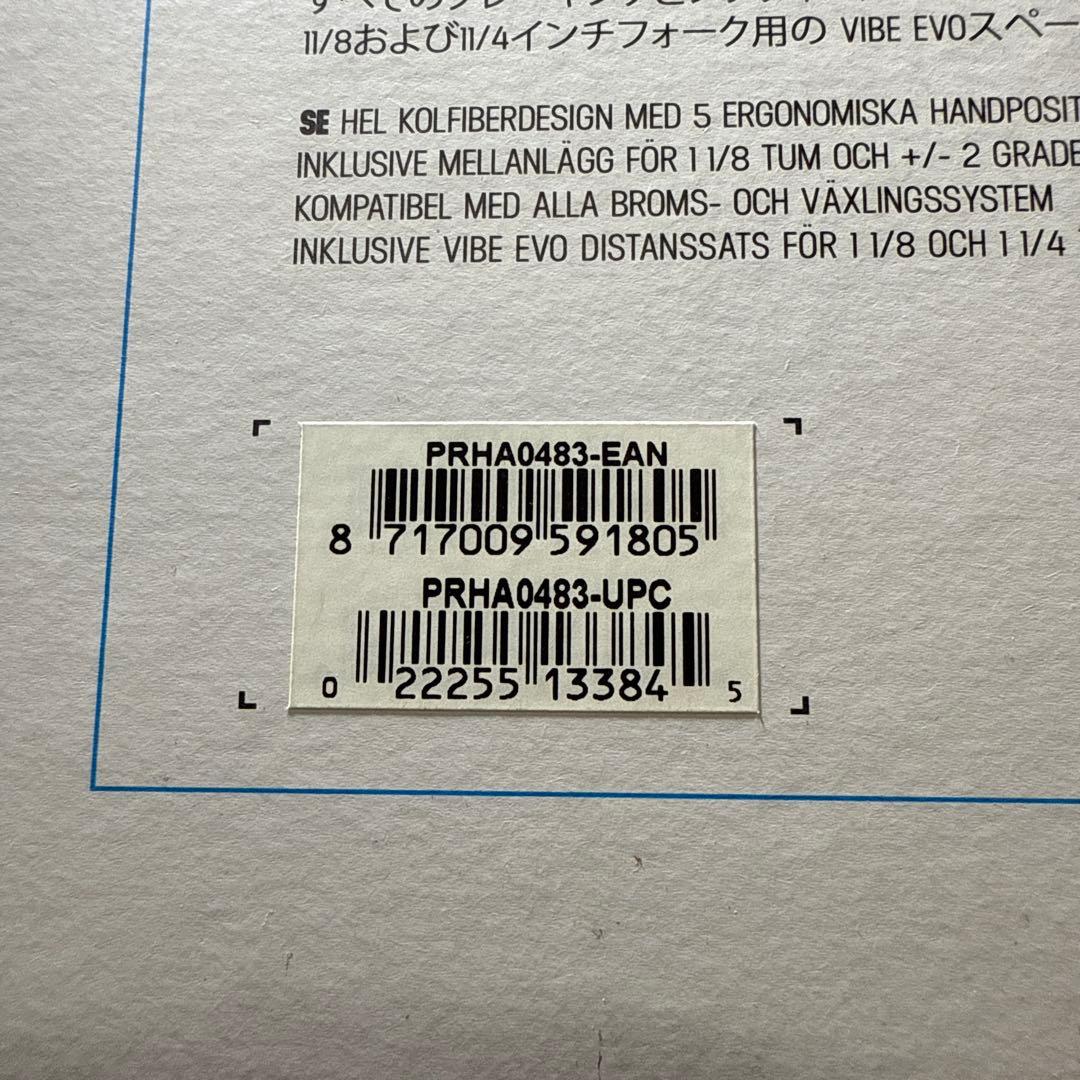 11/8および11/4インチフォーク用の VIBE EVOスペー
SE HEL KOLFIBERDESIGN MED 5 ERGONOMISKA HANDPOSIT
INKLUSIVE MELLANLÄGG FÖR 1 1/8 TUM OCH +/- 2 GRADE
KOMPATIBEL MED ALLA BROMS- OCH VÄXLINGSSYSTEM
INKLUSIVE VIBE EVO DISTANSSATS FÖR 1 1/8 OCH 1 1/4
PRHA0483-EAN
8 717009 591805
PRHA0483-UPC
0 22255 13384 5